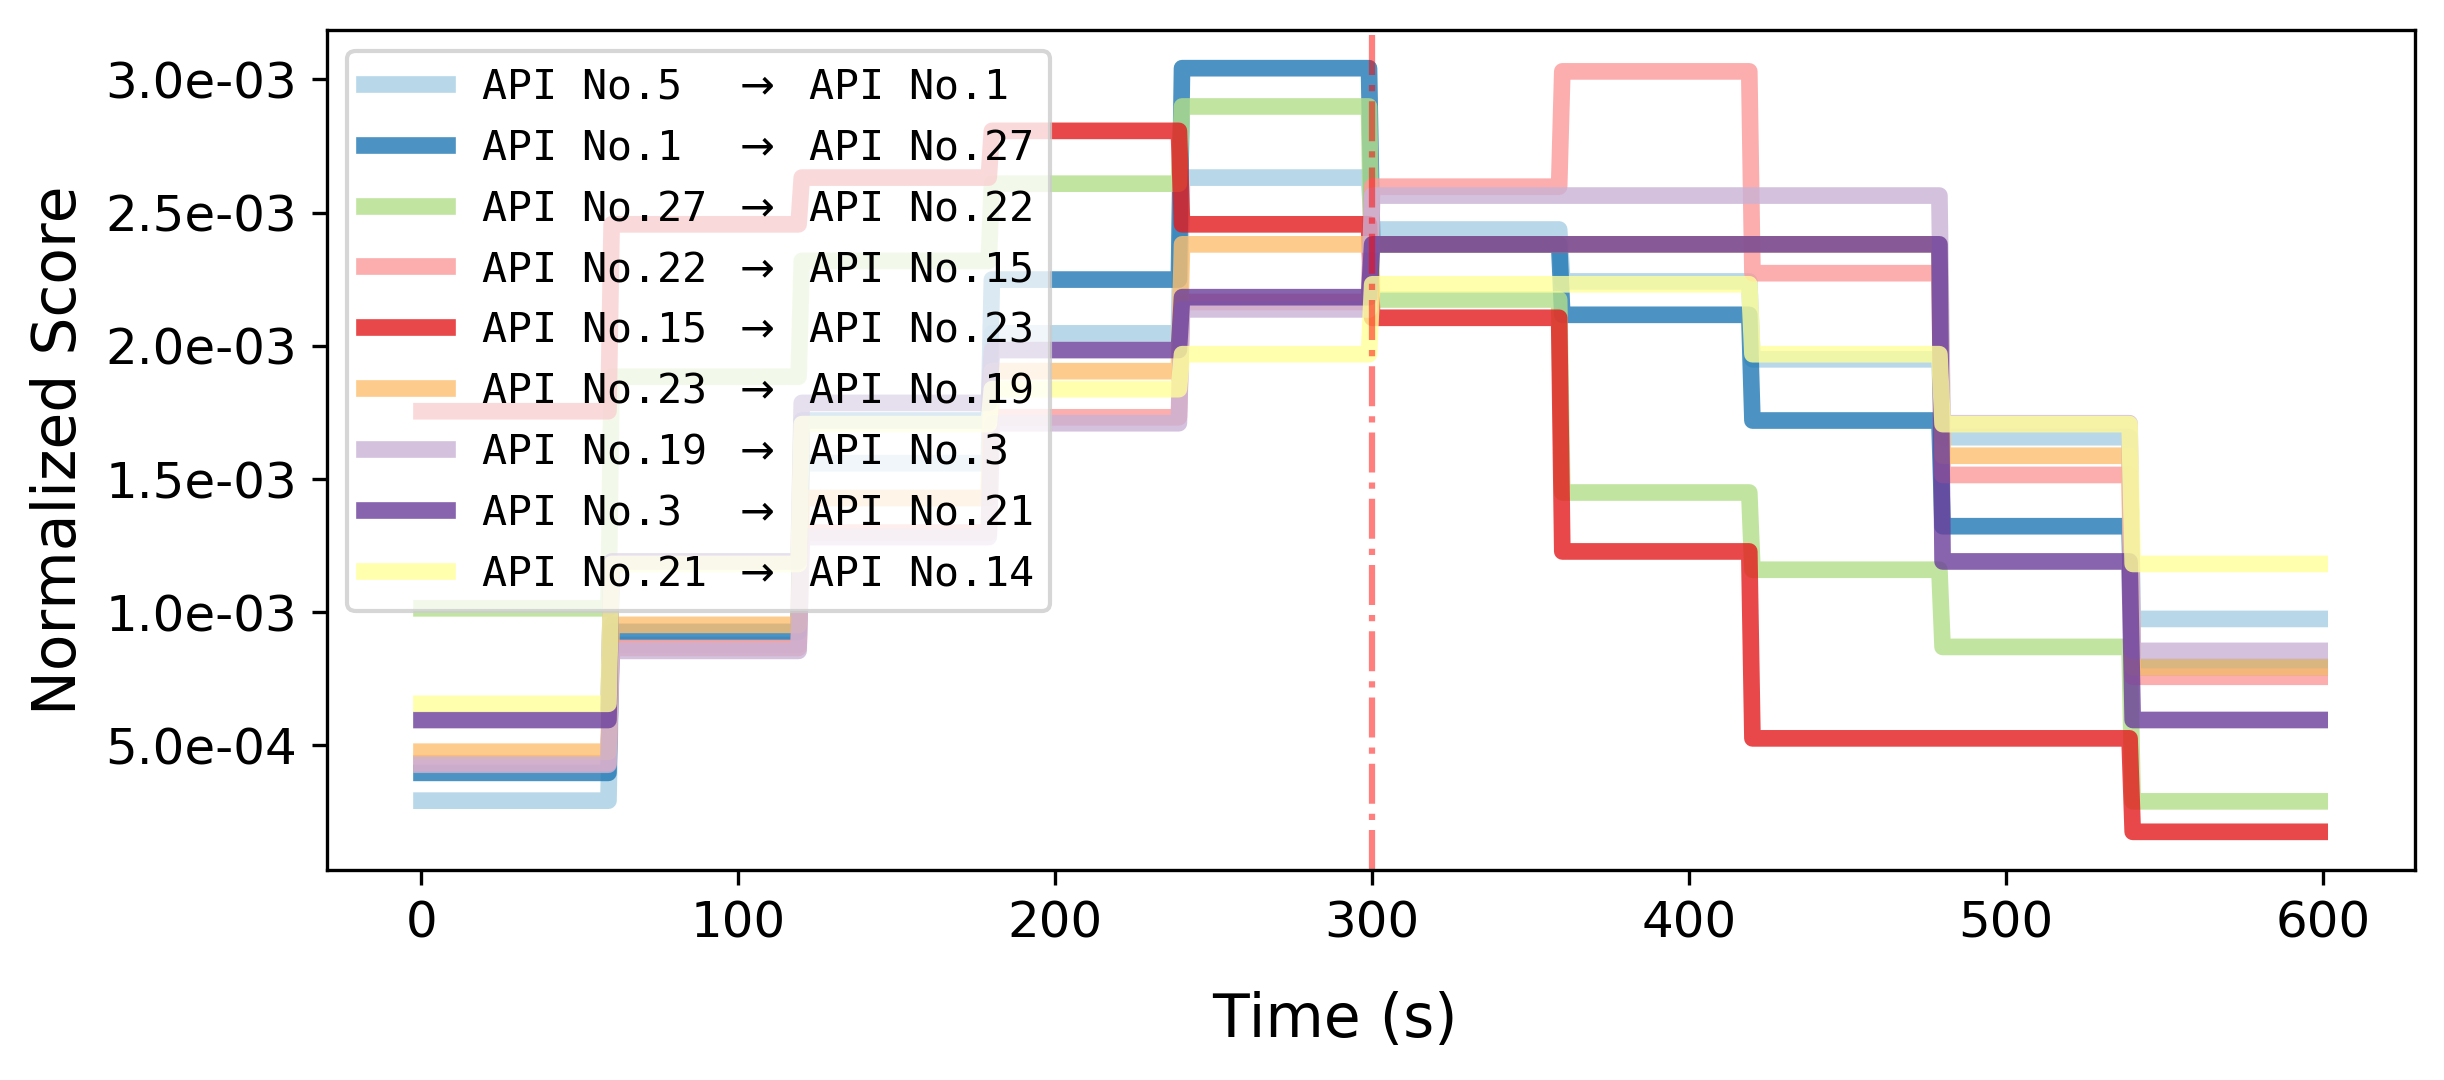 Normalized Score
3.0e-03
2.5e-03
2.0e-03
1.5e-03
1.0e-03
5.0e-04
API No.5 → API No.1
API No.1 → API No.27
API No.27 → API No.22
API No.22 → API No.15
API No.15 → API No.23
API No.23 → API No.19
API No.19 → API No.3
API No.3 → API No.21
API No.21 → API No.14
0 100 200 300 400 500 600
Time (s)